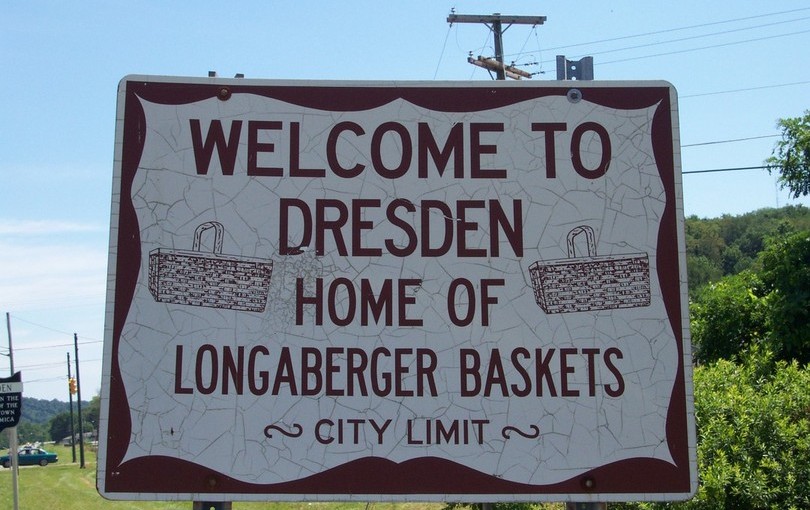 WELCOME TO
DRESDEN
HOME OF
LONGABERGER BASKETS
~ CITY LIMIT ~